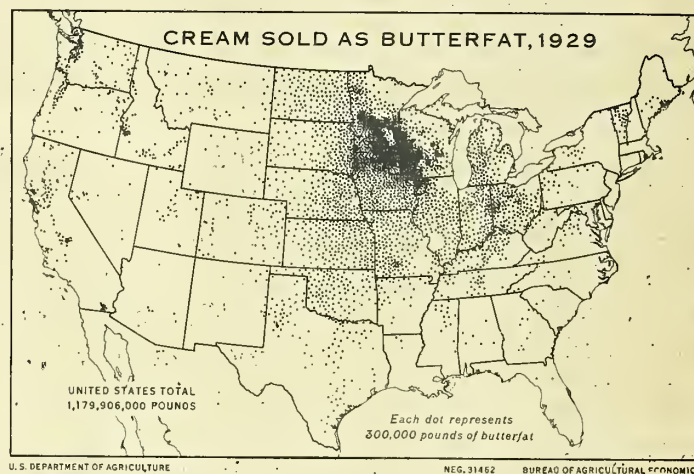 CREAM SOLD AS BUTTERFAT, 1929
UNITED STATES TOTAL
1,179,906,000 POUNDS
Each dot represents
300,000 pounds of butterfat
U.S. DEPARTMENT OF AGRICULTURE NEG. 31462 BUREAU OF AGRICULTURAL ECONOMIC